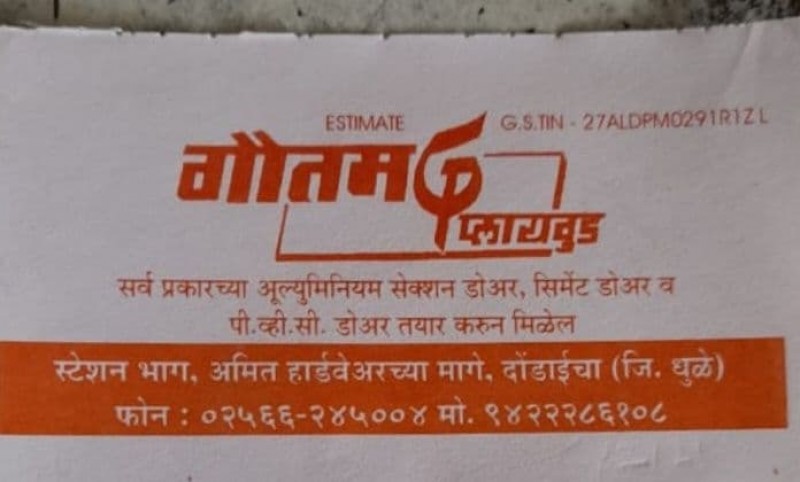 ESTIMATE G.S.TIN - 27ALDPM0291R1ZL
गौतम
प्लायवुड
सर्व प्रकारच्या अॅल्युमिनियम सेक्शन डोअर, सिमेंट डोअर व
पी.व्ही.सी. डोअर तयार करुन मिळेल
स्टेशन भाग, अमित हार्डवेअरच्या मागे, दोंडाईचा (जि. धुळे)
फोन : ०२५६६-२४५००४ मो. ९४२२२८६१०८